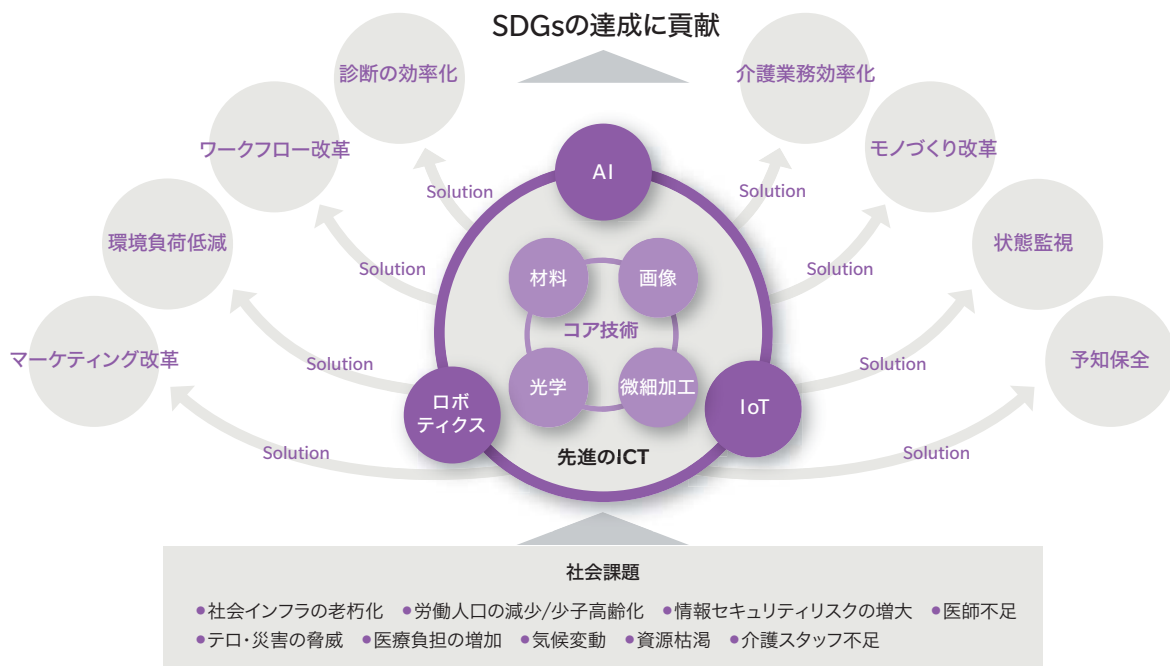 SDGsの達成に貢献
診断の効率化
介護業務効率化
ワークフロー改革
モノづくり改革
AI
Solution
Solution
環境負荷低減
状態監視
Solution
Solution
材料
画像
コア技術
マーケティング改革
予知保全
Solution
Solution
光学
微細加工
ロボ
ティクス
IoT
Solution
Solution
先進のICT
社会課題
●社会インフラの老朽化 ●労働人口の減少/少子高齢化 ●情報セキュリティリスクの増大 ●医師不足
●テロ・災害の脅威 ●医療負担の増加 ●気候変動 ●資源枯渇 ●介護スタッフ不足